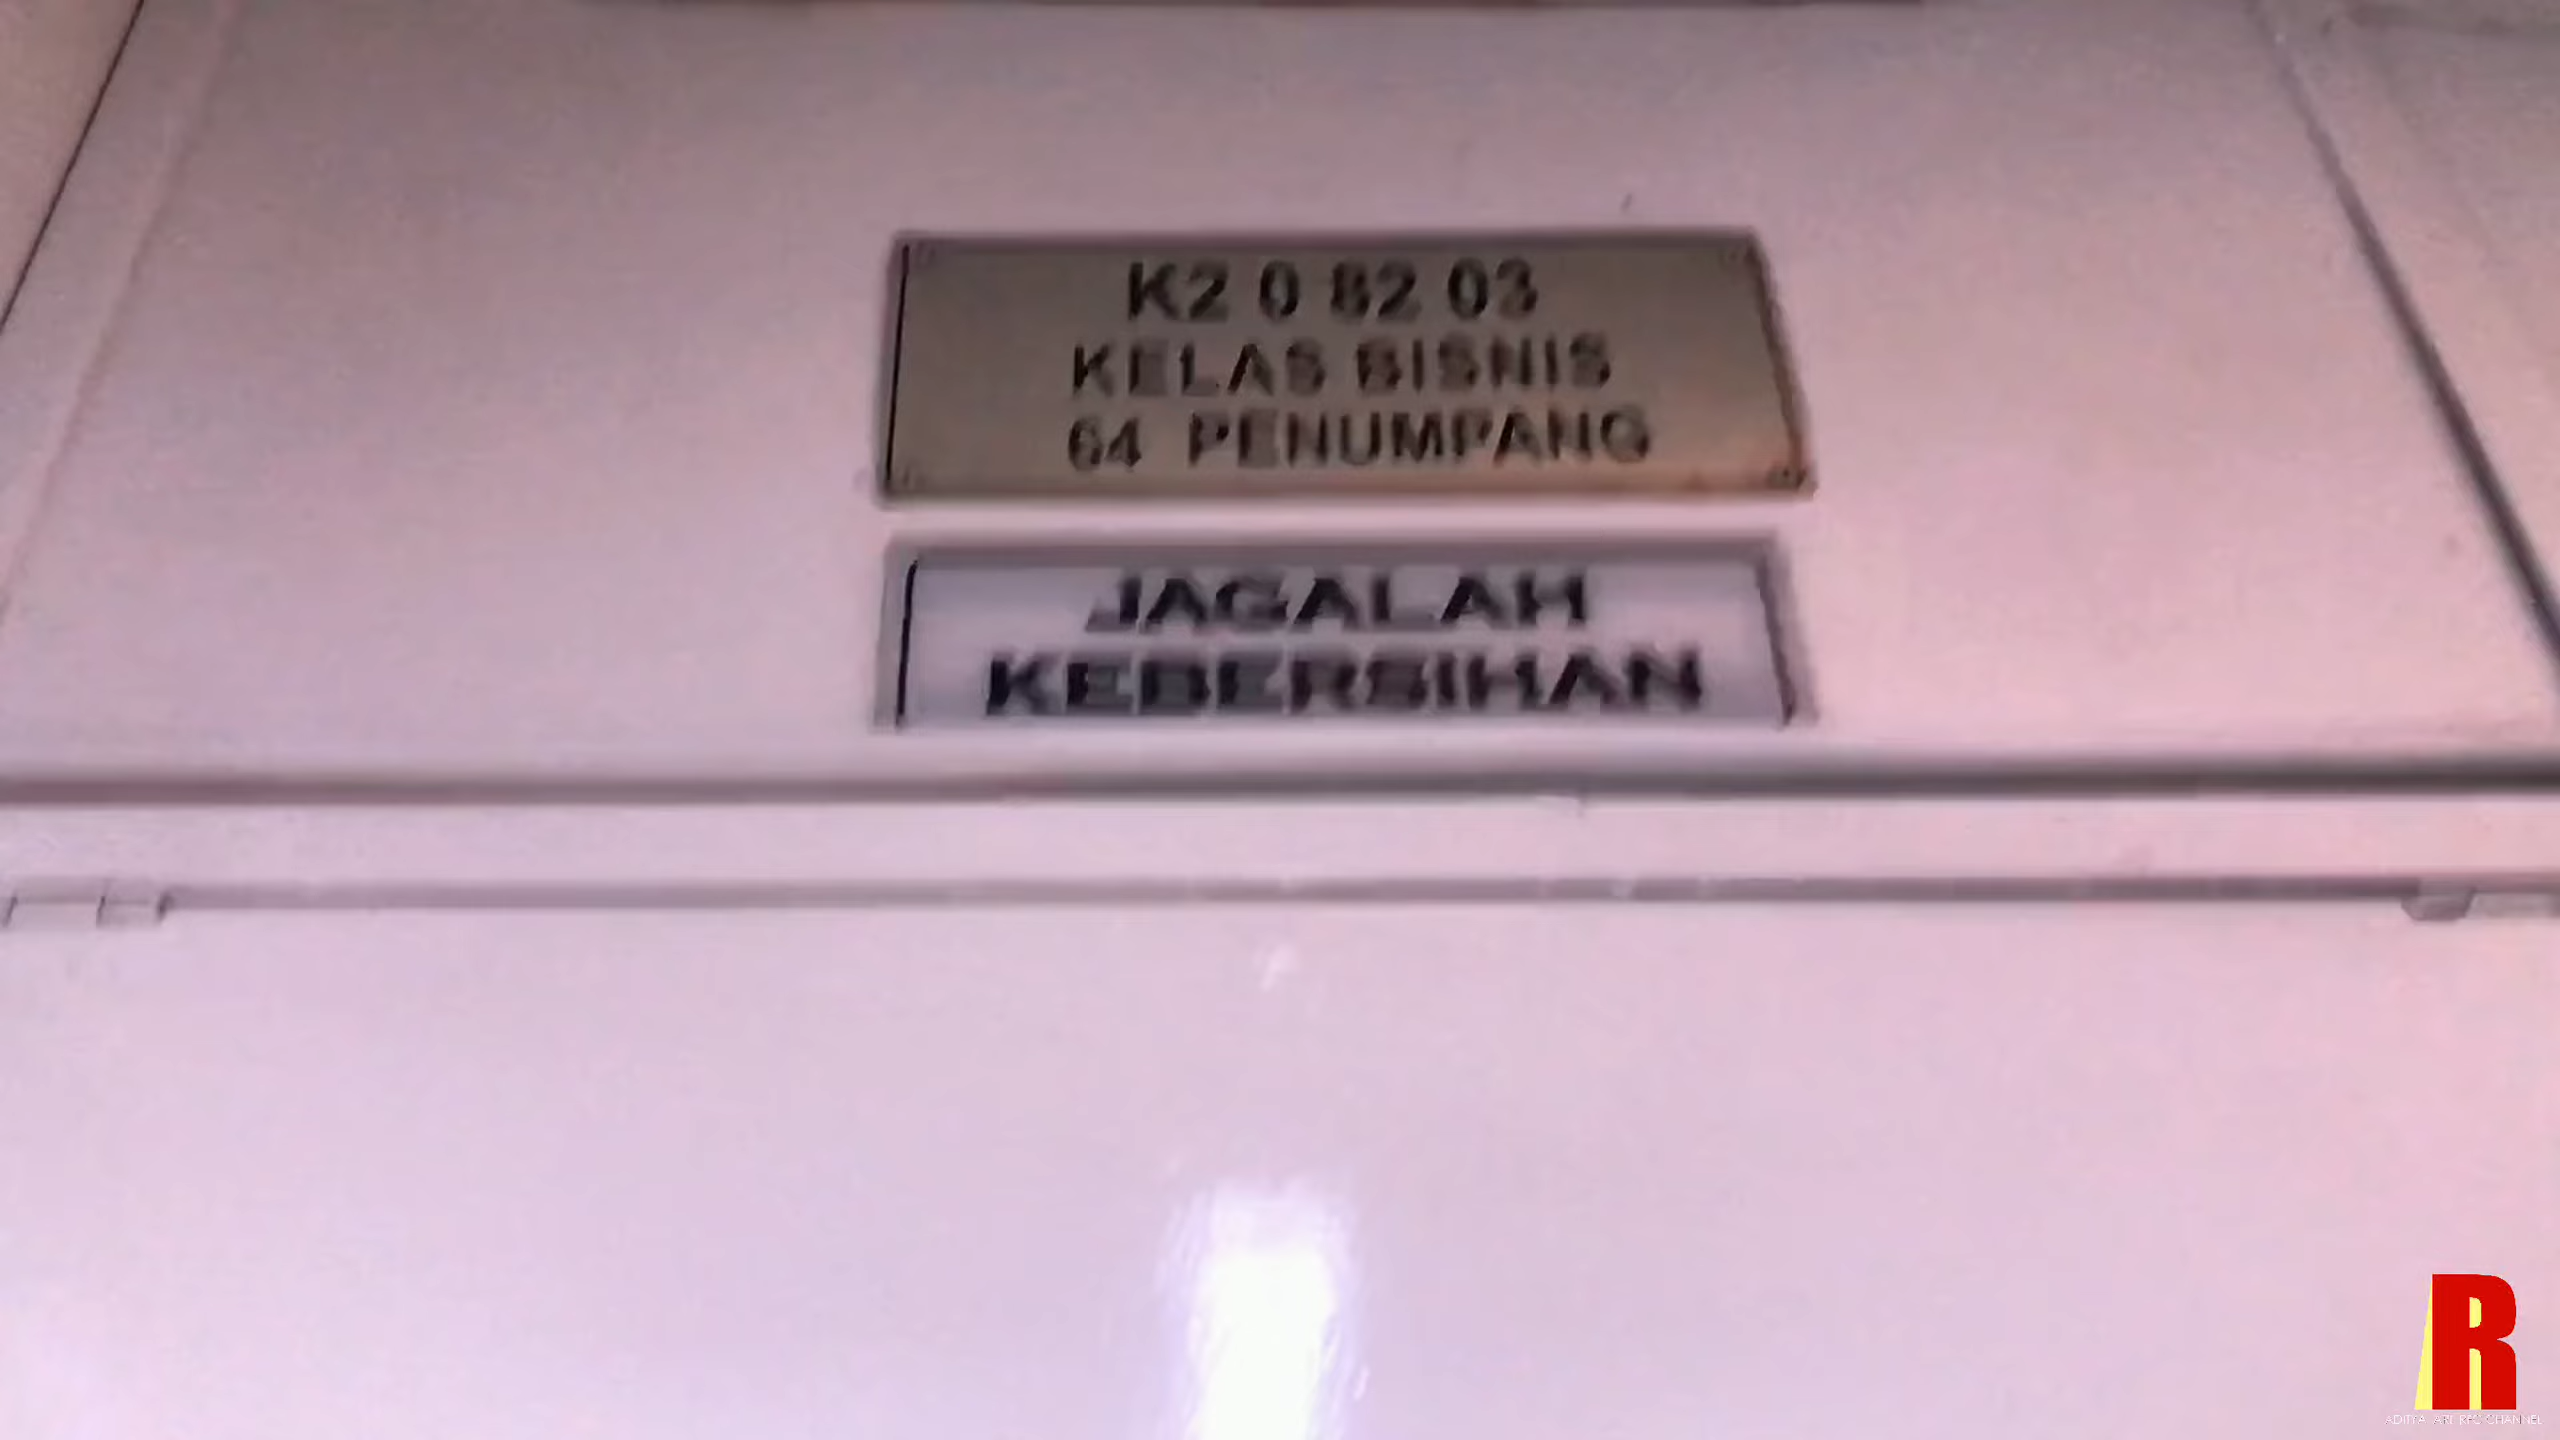 K2 0 82 03
KELAS BISNIS
64 PENUMPANG
JAGALAH
KEBERSIHAN
R